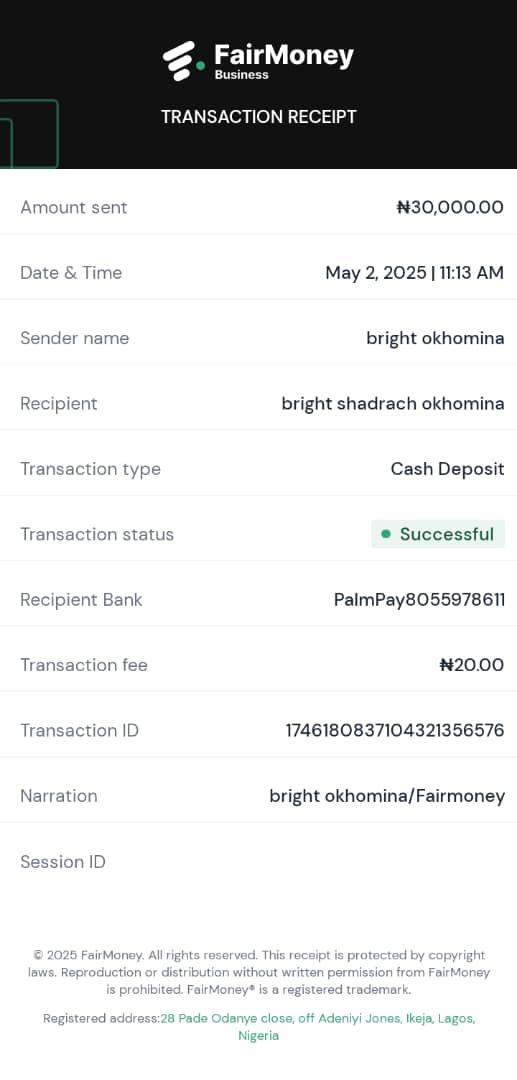 FairMoney
Business
TRANSACTION RECEIPT
Amount sent ₦30,000.00
Date & Time May 2, 2025 | 11:13 AM
Sender name bright okhomina
Recipient bright shadrach okhomina
Transaction type Cash Deposit
Transaction status Successful
Recipient Bank PalmPay8055978611
Transaction fee ₦20.00
Transaction ID 1746180837104321356576
Narration bright okhomina/Fairmoney
Session ID
© 2025 FairMoney. All rights reserved. This receipt is protected by copyright
laws. Reproduction or distribution without written permission from FairMoney
is prohibited. FairMoney® is a registered trademark.
Registered address:28 Pade Odanye close, off Adeniyi Jones, Ikeja, Lagos,
Nigeria